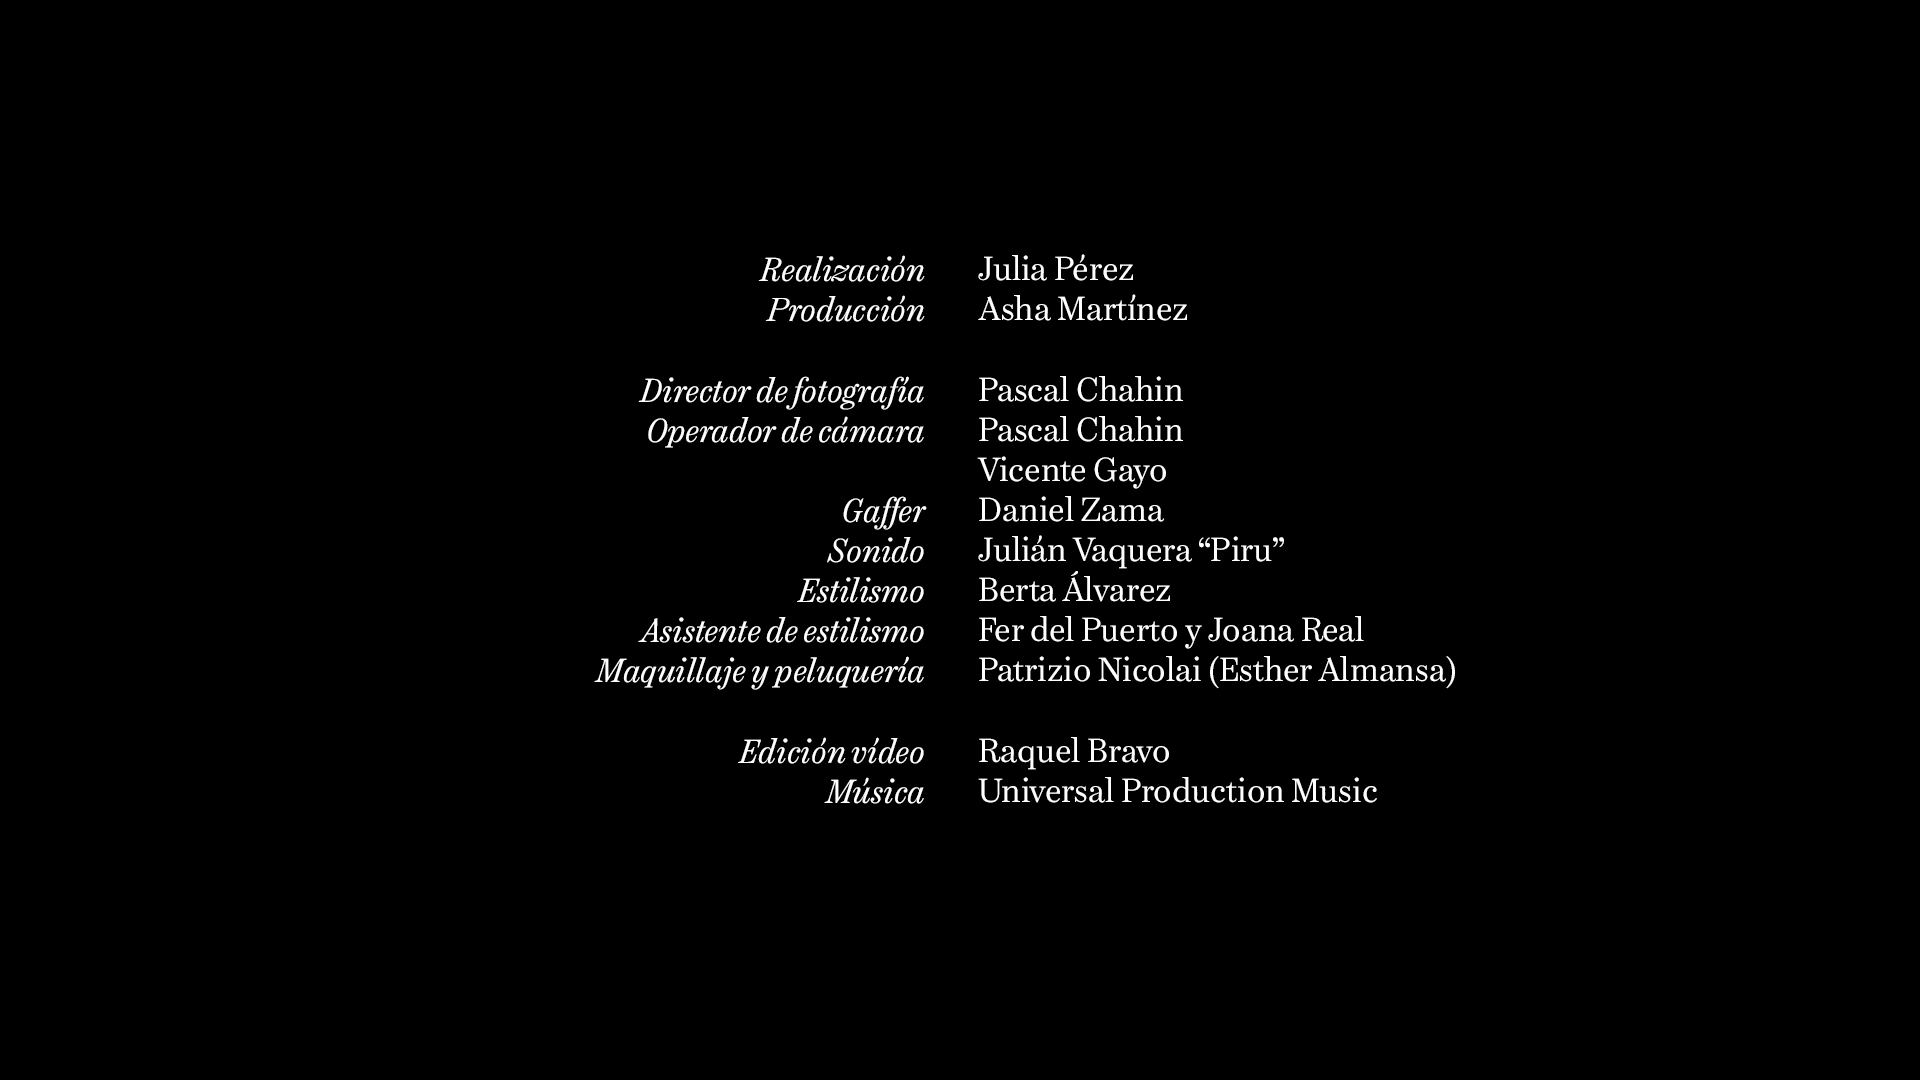 Realización Julia Pérez
Producción Asha Martínez
Director de fotografía Pascal Chahin
Operador de cámara Pascal Chahin
Vicente Gayo
Gaffer Daniel Zama
Sonido Julián Vaquera “Piru”
Estilismo Berta Álvarez
Asistente de estilismo Fer del Puerto y Joana Real
Maquillaje y peluquería Patrizio Nicolai (Esther Almansa)
Edición vídeo Raquel Bravo
Música Universal Production Music